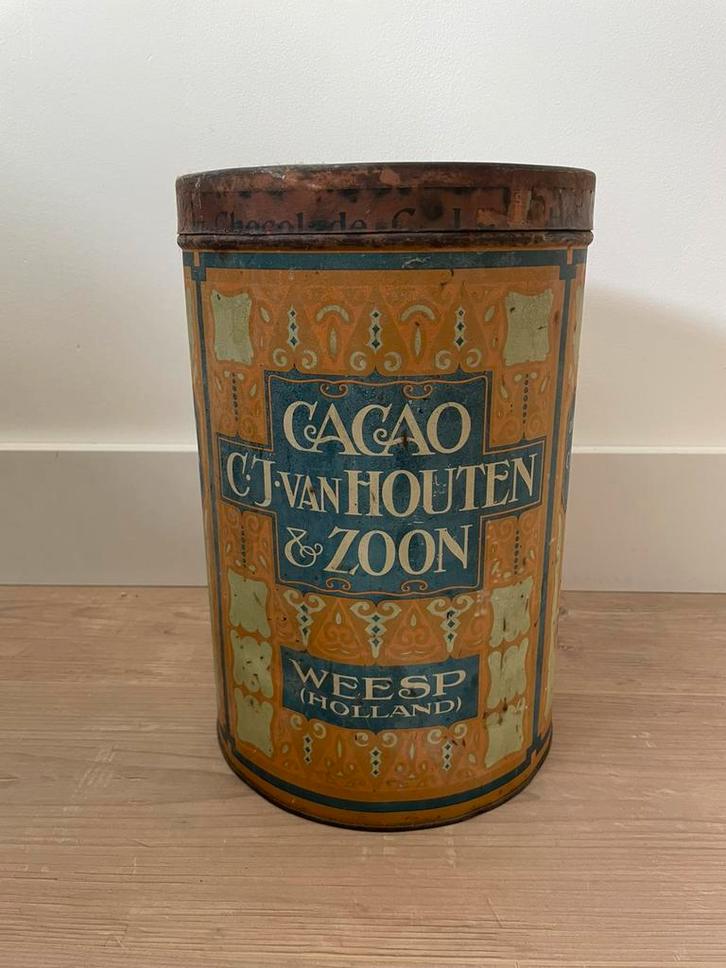 Chocolade
CACAO
C·J·VAN HOUTEN
& ZOON
WEESP
(HOLLAND)